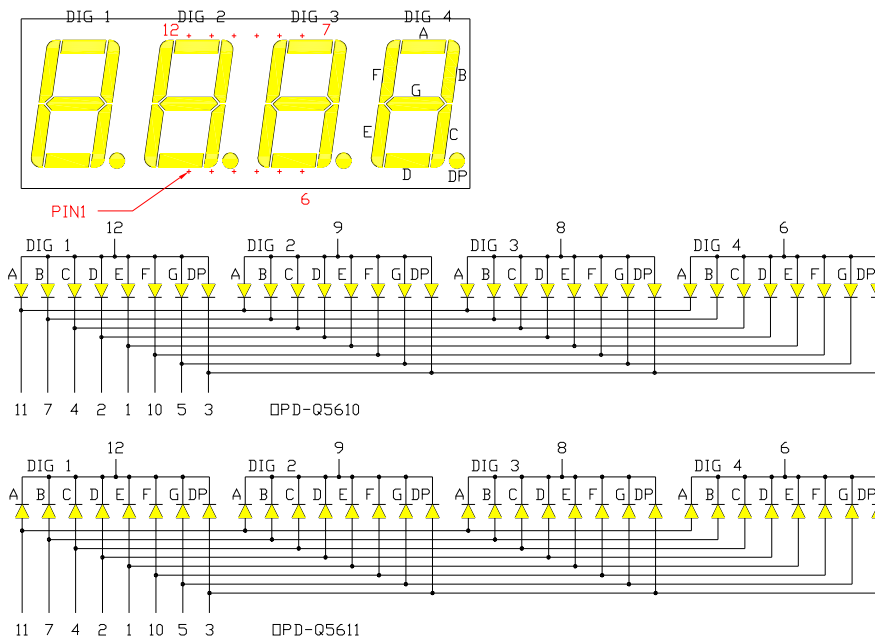 DIG 1 DIG 2 DIG 3 DIG 4
12 7 A
F B
G
E C
D DP
PIN1 6
12 9 8 6
DIG 1 DIG 2 DIG 3 DIG 4
A B C D E F G DP A B C D E F G DP A B C D E F G DP A B C D E F G DP
11 7 4 2 1 10 5 3 OPD-Q5610
12 9 8 6
DIG 1 DIG 2 DIG 3 DIG 4
A B C D E F G DP A B C D E F G DP A B C D E F G DP A B C D E F G DP
11 7 4 2 1 10 5 3 OPD-Q5611